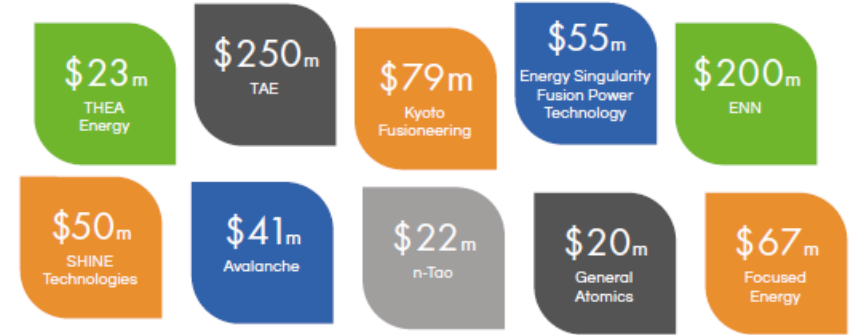 $23m
THEA
Energy
$250m
TAE
$79m
Kyoto
Fusioneering
$55m
Energy Singularity
Fusion Power
Technology
$200m
ENN
$50m
SHINE
Technologies
$41m
Avalanche
$22m
n-Tao
$20m
General
Atomics
$67m
Focused
Energy